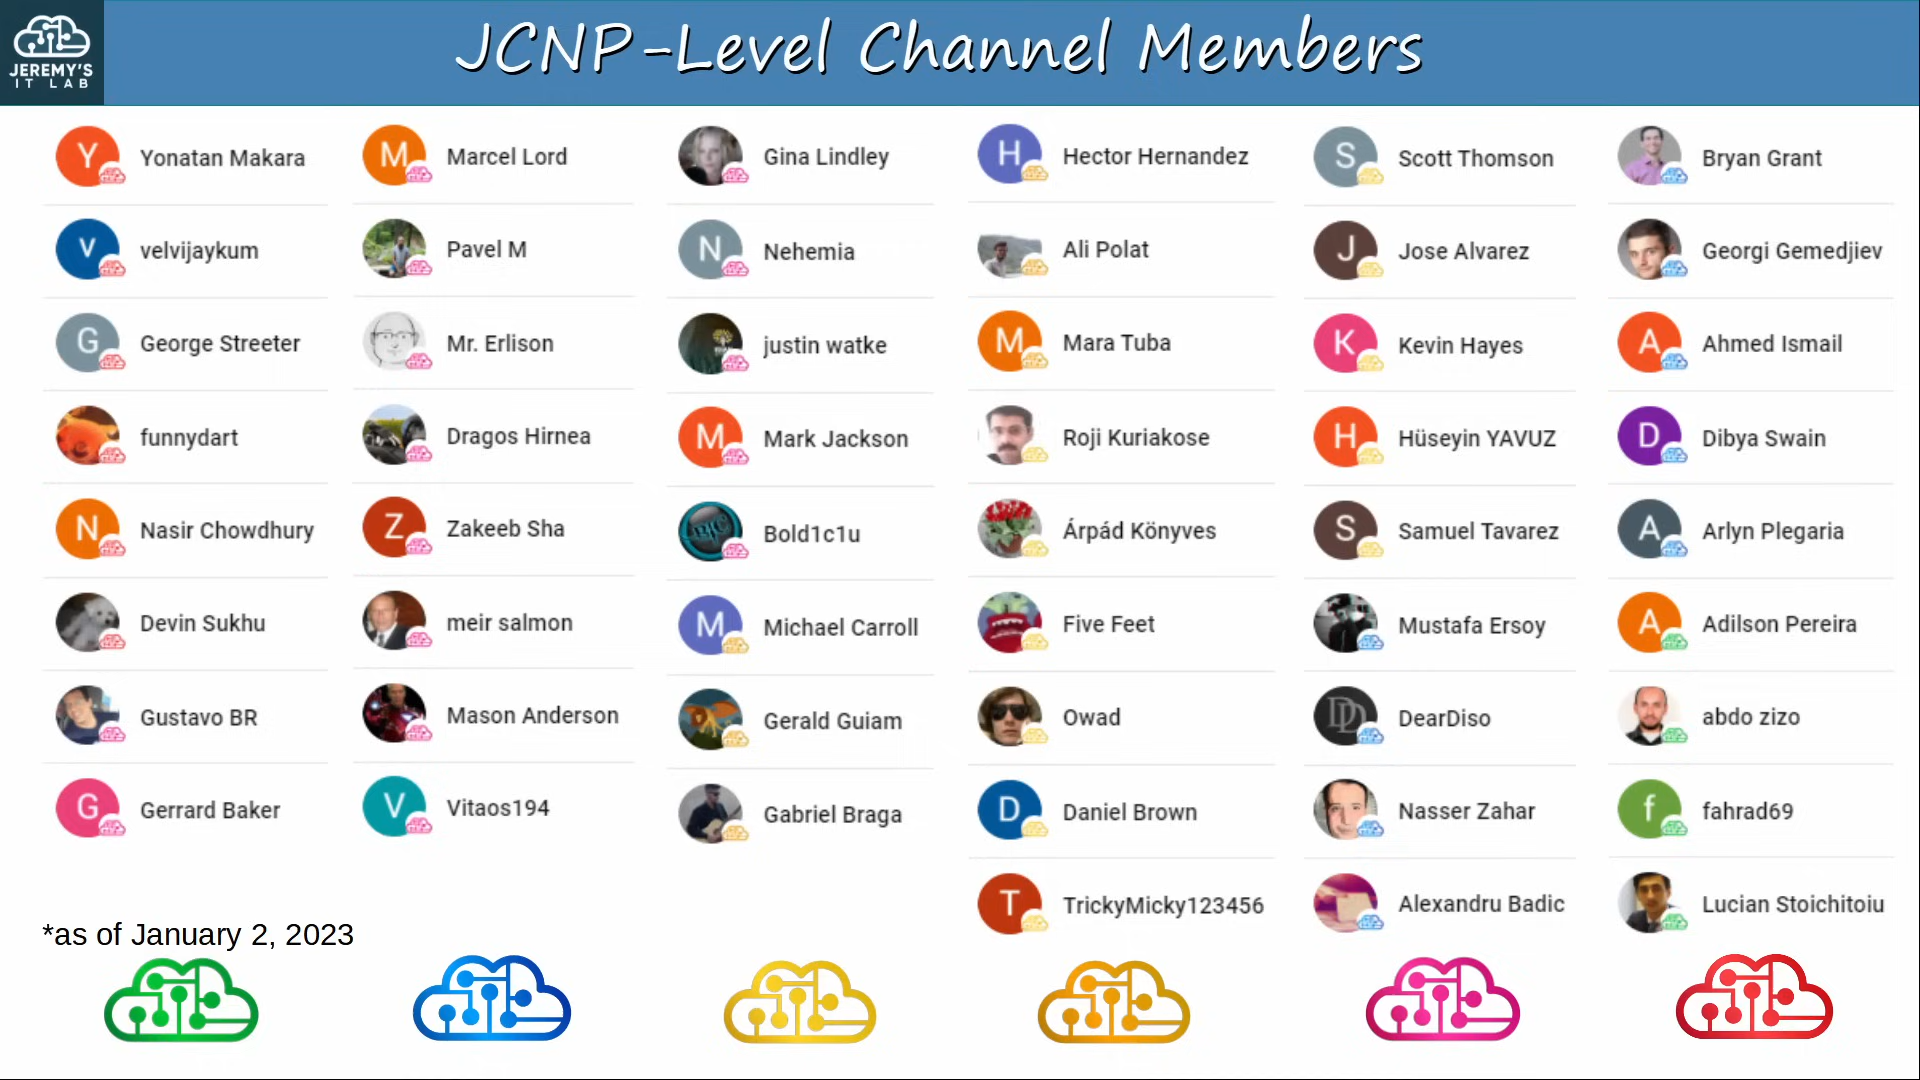 JEREMY'S
IT LAB
JCNP-Level Channel Members
Y Yonatan Makara
v velvijaykum
G George Streeter
funnydart
N Nasir Chowdhury
Devin Sukhu
Gustavo BR
G Gerrard Baker
M Marcel Lord
Pavel M
Mr. Erlison
Dragos Hirnea
Z Zakeeb Sha
meir salmon
Mason Anderson
V Vitaos194
Gina Lindley
N Nehemia
justin watke
M Mark Jackson
Bold1c1u
M Michael Carroll
Gerald Guiam
Gabriel Braga
H Hector Hernandez
Ali Polat
M Mara Tuba
Roji Kuriakose
Árpád Könyves
Five Feet
Owad
D Daniel Brown
T TrickyMicky123456
S Scott Thomson
J Jose Alvarez
K Kevin Hayes
H Hüseyin YAVUZ
S Samuel Tavarez
Mustafa Ersoy
DD DearDiso
Nasser Zahar
Alexandru Badic
Bryan Grant
Georgi Gemedjiev
A Ahmed Ismail
D Dibya Swain
A Arlyn Plegaria
A Adilson Pereira
abdo zizo
f fahrad69
Lucian Stoichitoiu
*as of January 2, 2023